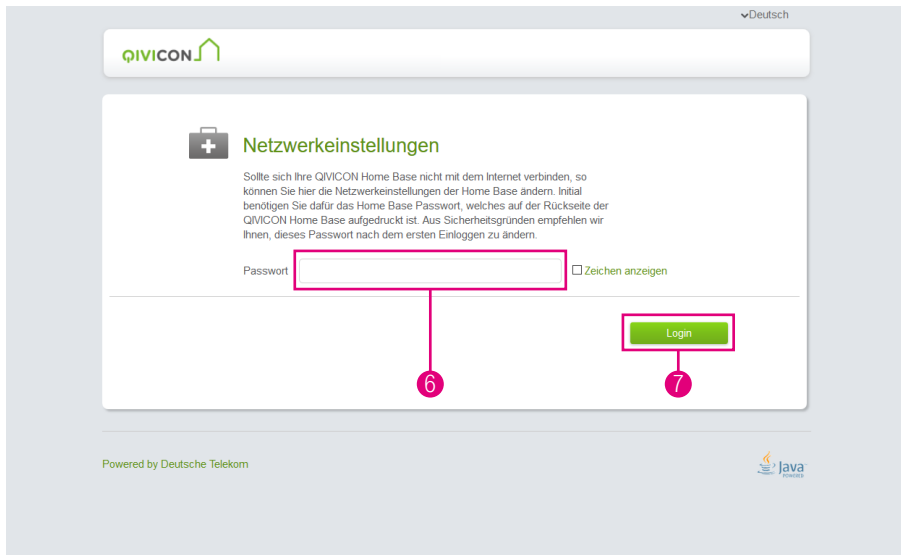 Deutsch
QIVICON
Netzwerkeinstellungen
Sollte sich Ihre QIVICON Home Base nicht mit dem Internet verbinden, so
können Sie hier die Netzwerkeinstellungen der Home Base ändern. Initial
benötigen Sie dafür das Home Base Passwort, welches auf der Rückseite der
QIVICON Home Base aufgedruckt ist. Aus Sicherheitsgründen empfehlen wir
Ihnen, dieses Passwort nach dem ersten Einloggen zu ändern.
Passwort Zeichen anzeigen
Login
6 7
Powered by Deutsche Telekom
Java
POWERED